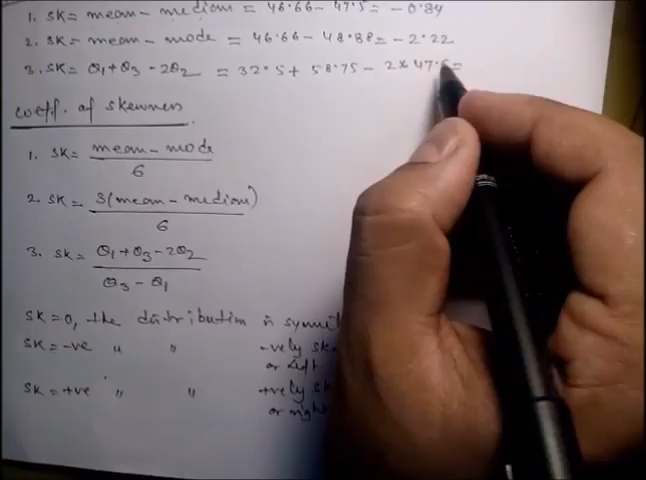 1. SK = mean - median = 46.66 - 47.5 = - 0.84
2. SK = mean - mode = 46.66 - 48.88 = - 2.22
3. SK = Q1 + Q3 - 2Q2 = 32.5 + 58.75 - 2x 47.5 =
coeff. of skewness
1. SK = mean - mode
6
2. SK = 3(mean - median)
6
3. SK = Q1 + Q3 - 2Q2
Q3 - Q1
SK = 0, the distribution is symmet
SK = -ve " " -vely sk
or left
SK = +ve " " +vely sk
or right